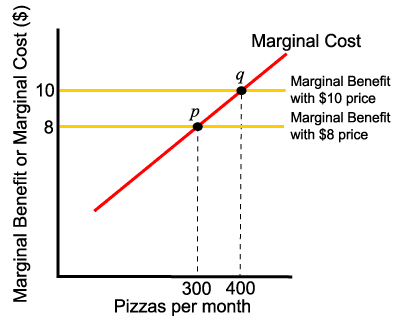 Marginal Benefit or Marginal Cost ($)
Marginal Cost
q
10
Marginal Benefit
with $10 price
p
8
Marginal Benefit
with $8 price
300 400
Pizzas per month